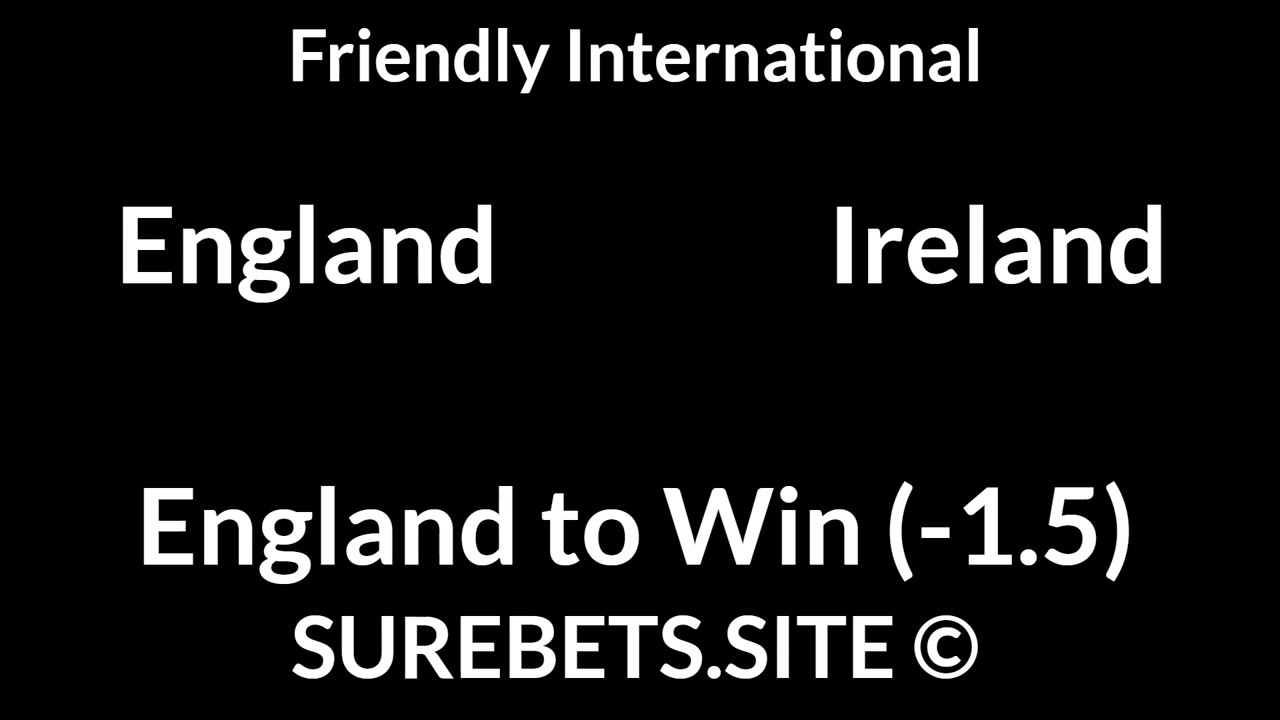 Friendly International
England Ireland
England to Win (-1.5)
SUREBETS.SITE ©